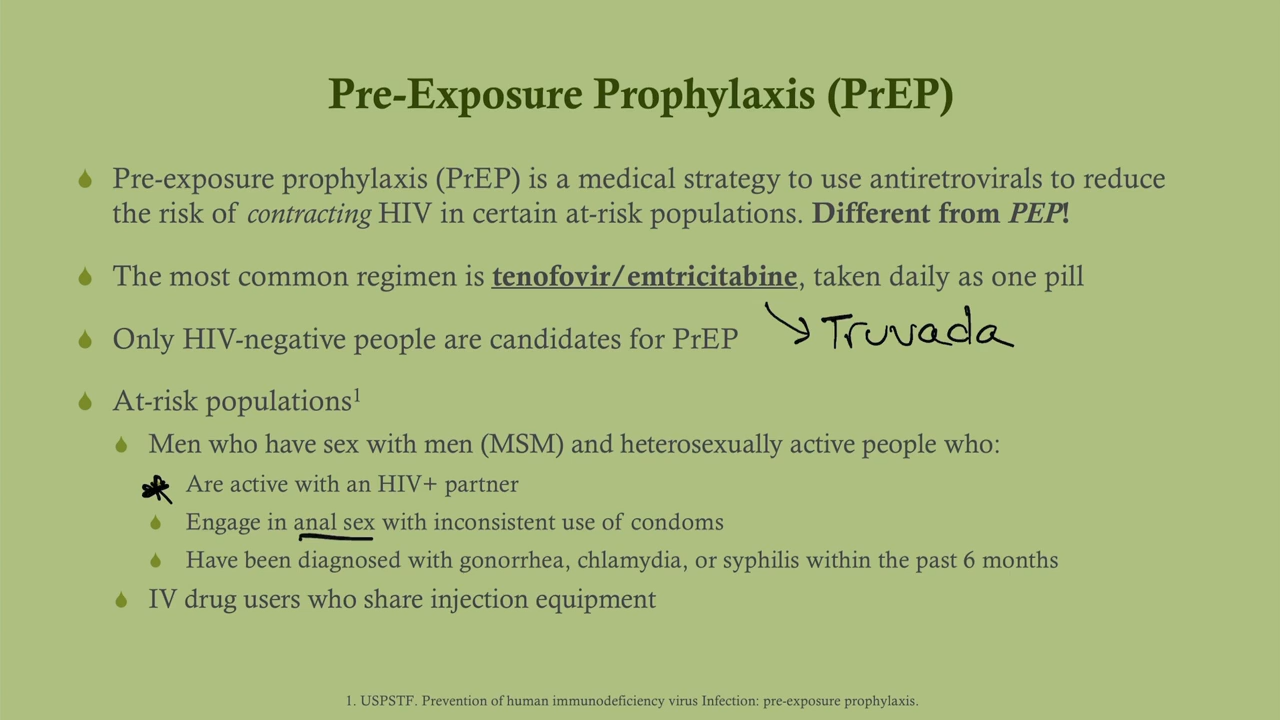 Pre-Exposure Prophylaxis (PrEP)
Pre-exposure prophylaxis (PrEP) is a medical strategy to use antiretrovirals to reduce
the risk of contracting HIV in certain at-risk populations. Different from PEP!
The most common regimen is tenofovir/emtricitabine, taken daily as one pill
Truvada
Only HIV-negative people are candidates for PrEP
At-risk populations1
Men who have sex with men (MSM) and heterosexually active people who:
Are active with an HIV+ partner
Engage in anal sex with inconsistent use of condoms
Have been diagnosed with gonorrhea, chlamydia, or syphilis within the past 6 months
IV drug users who share injection equipment
1. USPSTF. Prevention of human immunodeficiency virus Infection: pre-exposure prophylaxis.